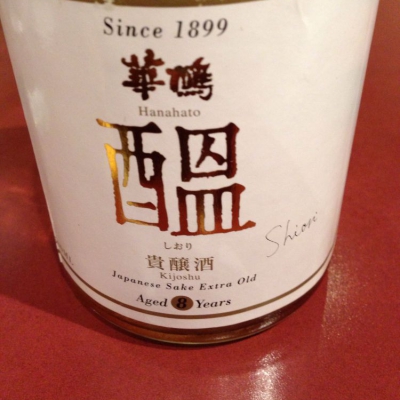 Since 1899
華鳩
Hanahato
醞
しおり
Shiori
貴醸酒
Kijoshu
Japanese Sake Extra Old
Aged 8 Years